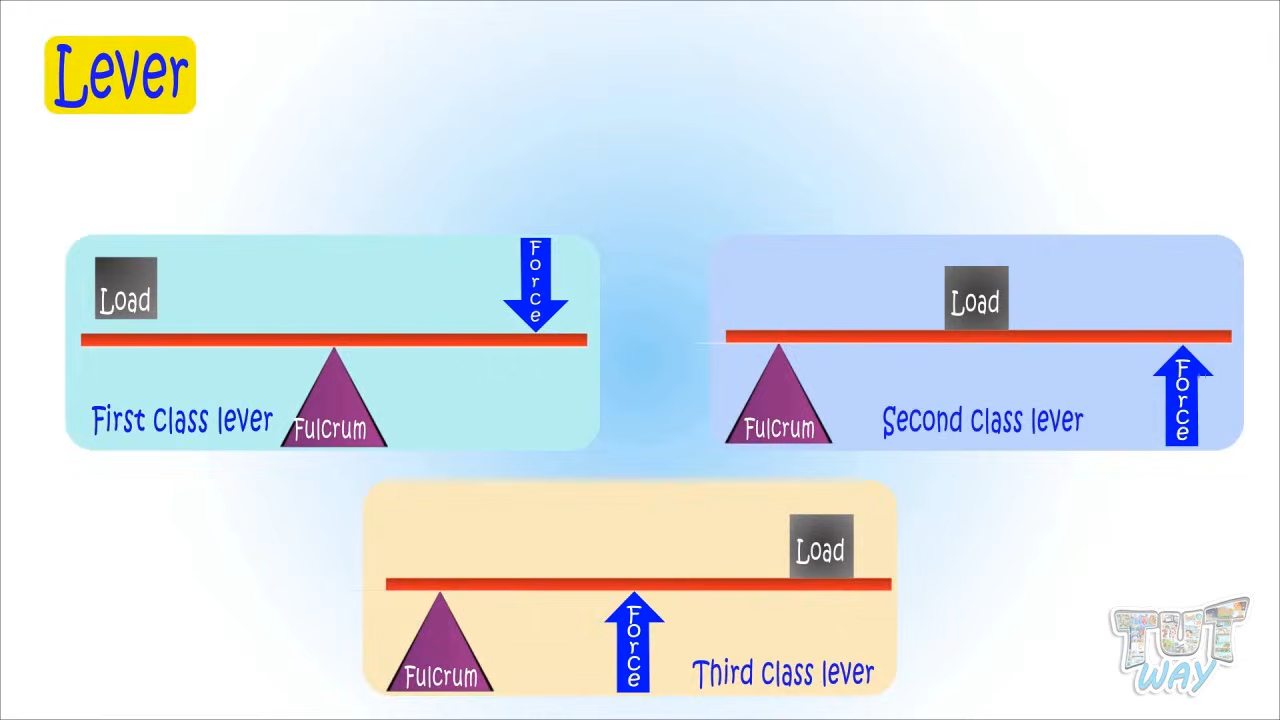 Lever
Load
Force
First class lever
Fulcrum
Load
Force
Fulcrum
Second class lever
Load
Force
Fulcrum
Third class lever
TUT
WAY